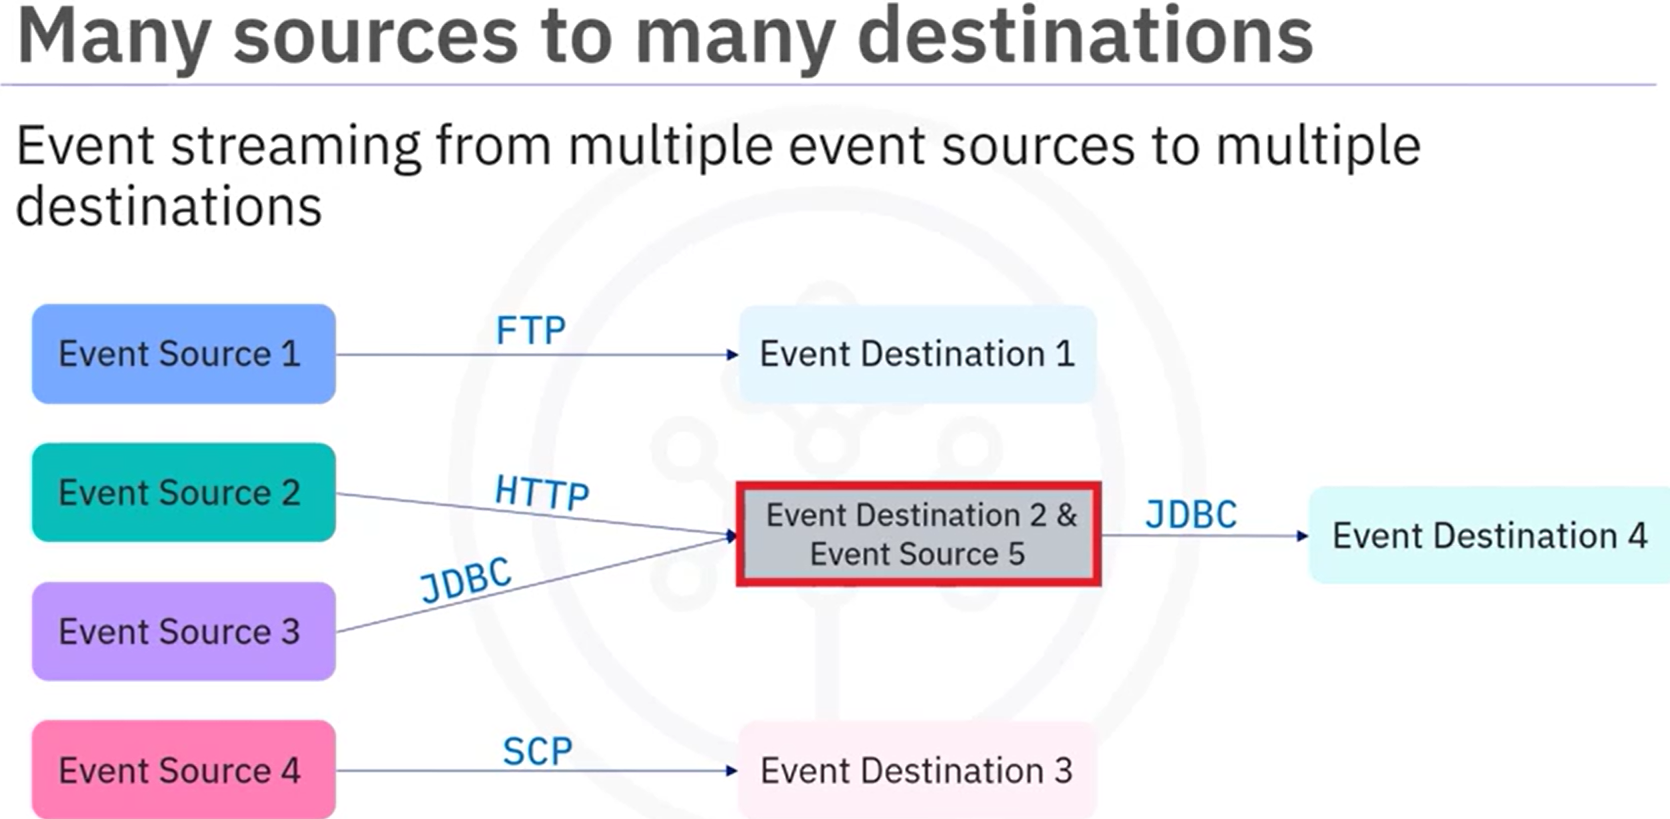 Many sources to many destinations
Event streaming from multiple event sources to multiple
destinations
Event Source 1
FTP
Event Destination 1
Event Source 2
HTTP
Event Destination 2 &
Event Source 5
JDBC
Event Destination 4
JDBC
Event Source 3
Event Source 4
SCP
Event Destination 3